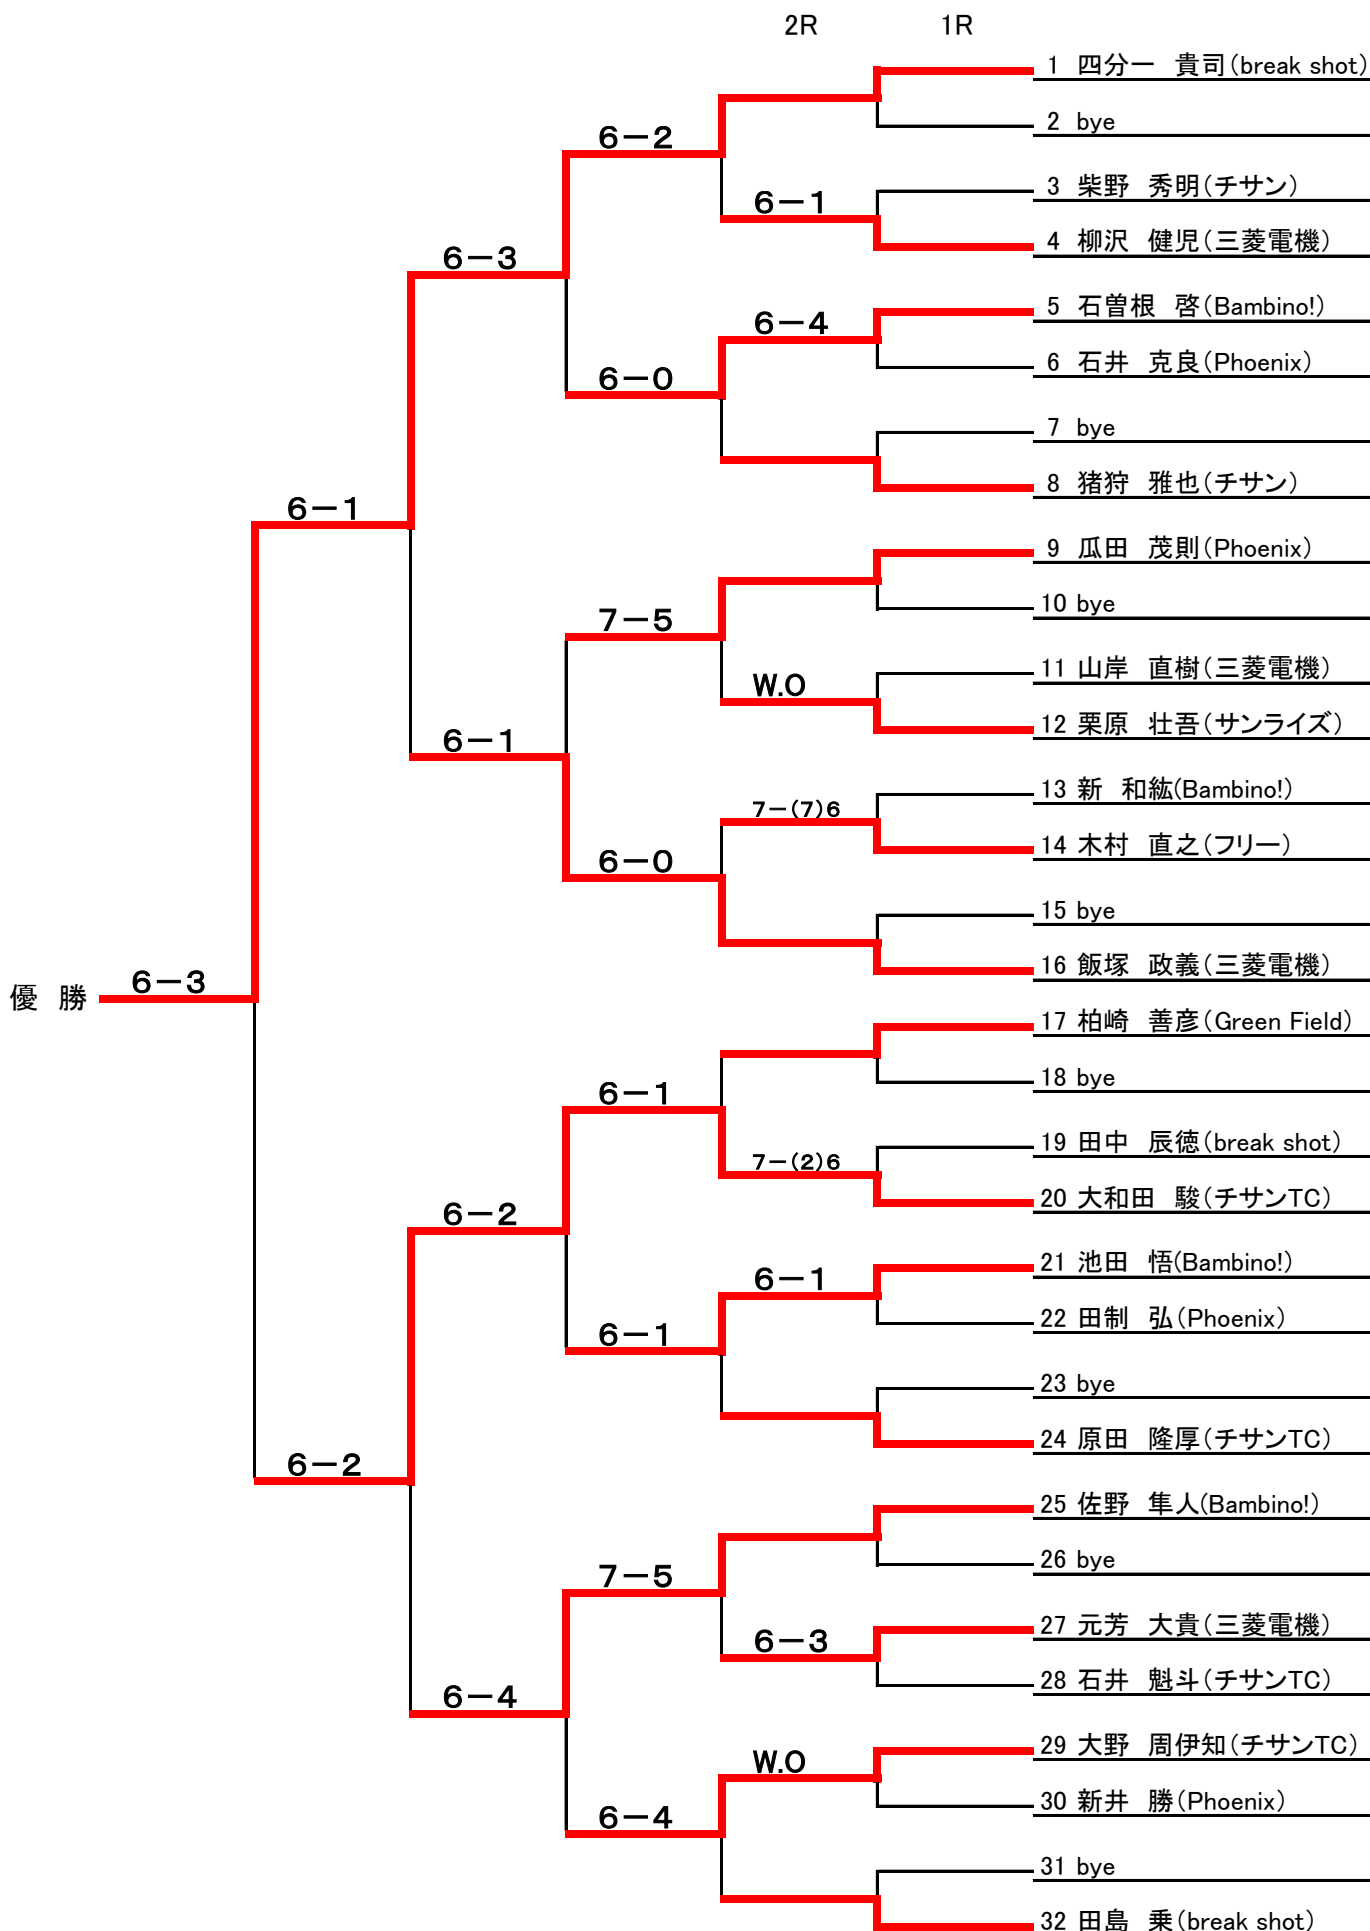 2R 1R
1 四分一 貴司(break shot)
2 bye
6－2
3 柴野 秀明(チサン)
6－1
4 柳沢 健児(三菱電機)
6－3
5 石曽根 啓(Bambino!)
6－4
6 石井 克良(Phoenix)
6－0
7 bye
8 猪狩 雅也(チサン)
6－1
9 瓜田 茂則(Phoenix)
10 bye
7－5
11 山岸 直樹(三菱電機)
W.O
12 栗原 壮吾(サンライズ)
6－1
13 新 和紘(Bambino!)
7－(7)6
14 木村 直之(フリー)
6－0
15 bye
16 飯塚 政義(三菱電機)
6－3
優 勝
17 柏崎 善彦(Green Field)
18 bye
6－1
19 田中 辰徳(break shot)
7－(2)6
20 大和田 駿(チサンTC)
6－2
21 池田 悟(Bambino!)
6－1
22 田制 弘(Phoenix)
6－1
23 bye
24 原田 隆厚(チサンTC)
6－2
25 佐野 隼人(Bambino!)
26 bye
7－5
27 元芳 大貴(三菱電機)
6－3
28 石井 魁斗(チサンTC)
6－4
29 大野 周伊知(チサンTC)
W.O
30 新井 勝(Phoenix)
6－4
31 bye
32 田島 乗(break shot)